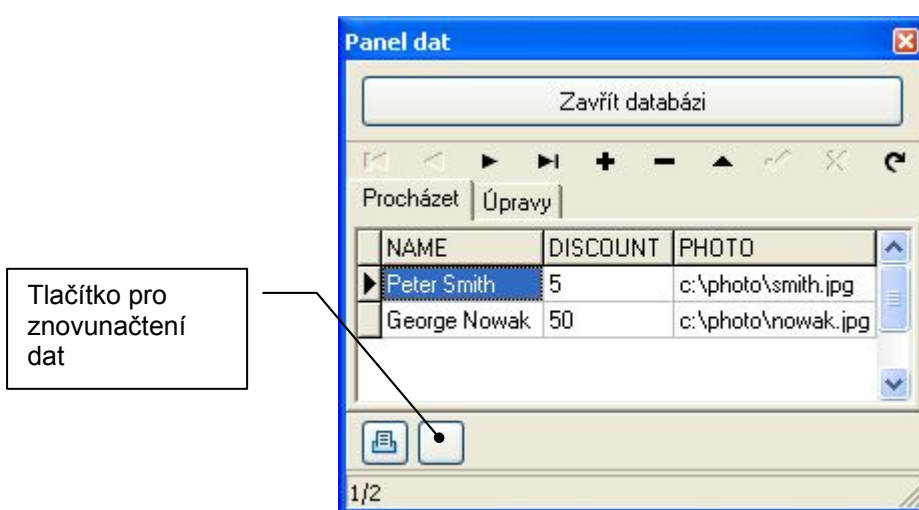 Panel dat
Zavřít databázi
Procházet Úpravy
NAME DISCOUNT PHOTO
Peter Smith 5 c:\photo\smith.jpg
George Nowak 50 c:\photo\nowak.jpg
Tlačítko pro
znovunačtení
dat
1/2